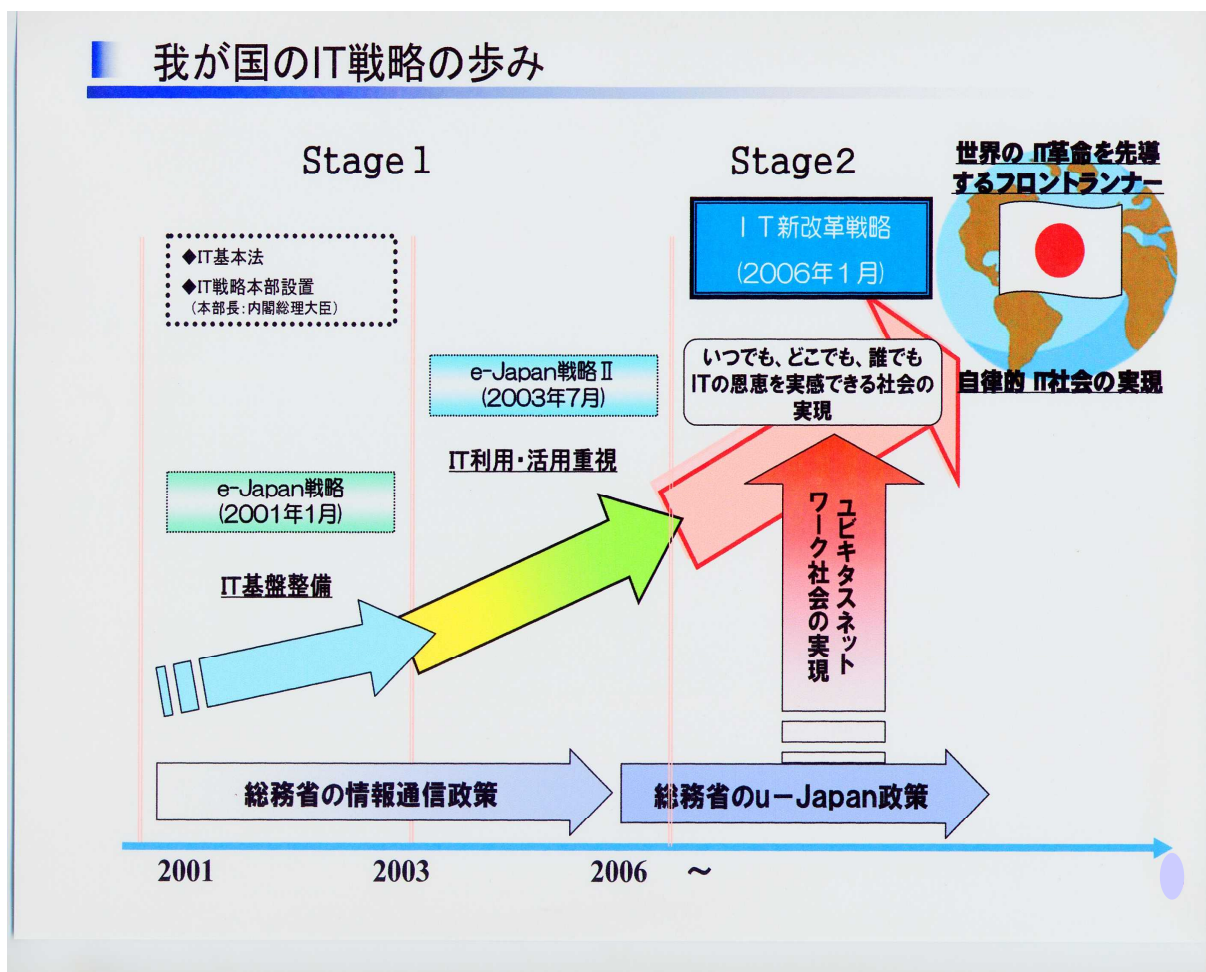 我が国のIT戦略の歩み
Stage 1
Stage2
世界の IT革命を先導
するフロントランナー
IT新改革戦略
(2006年1月)
◆IT基本法
◆IT戦略本部設置
(本部長:内閣総理大臣)
いつでも、どこでも、誰でも
ITの恩恵を実感できる社会の
実現
自律的 IT社会の実現
e-Japan戦略Ⅱ
(2003年7月)
IT利用・活用重視
e-Japan戦略
(2001年1月)
IT基盤整備
ユビキタスネット
ワーク社会の実現
総務省の情報通信政策
総務省のu-Japan政策
2001
2003
2006 ～